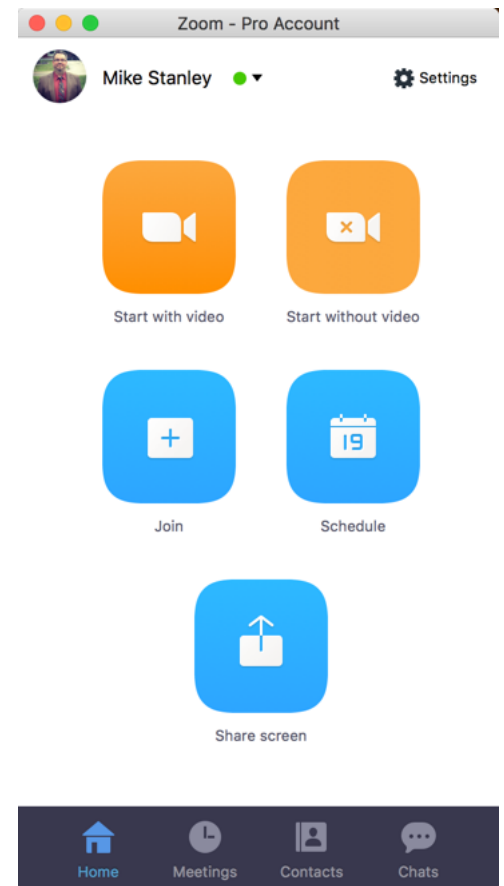 Zoom - Pro Account
Mike Stanley
Settings
Start with video
Start without video
Join
19
Schedule
Share screen
Home
Meetings
Contacts
Chats